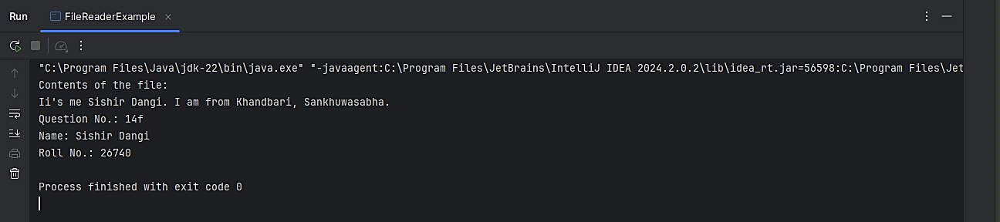 Run FileReaderExample
"C:\Program Files\Java\jdk-22\bin\java.exe" "-javaagent:C:\Program Files\JetBrains\IntelliJ IDEA 2024.2.0.2\lib\idea_rt.jar=56598:C:\Program Files\Jet
Contents of the file:
Ii's me Sishir Dangi. I am from Khandbari, Sankhuwasabha.
Question No.: 14f
Name: Sishir Dangi
Roll No.: 26740
Process finished with exit code 0